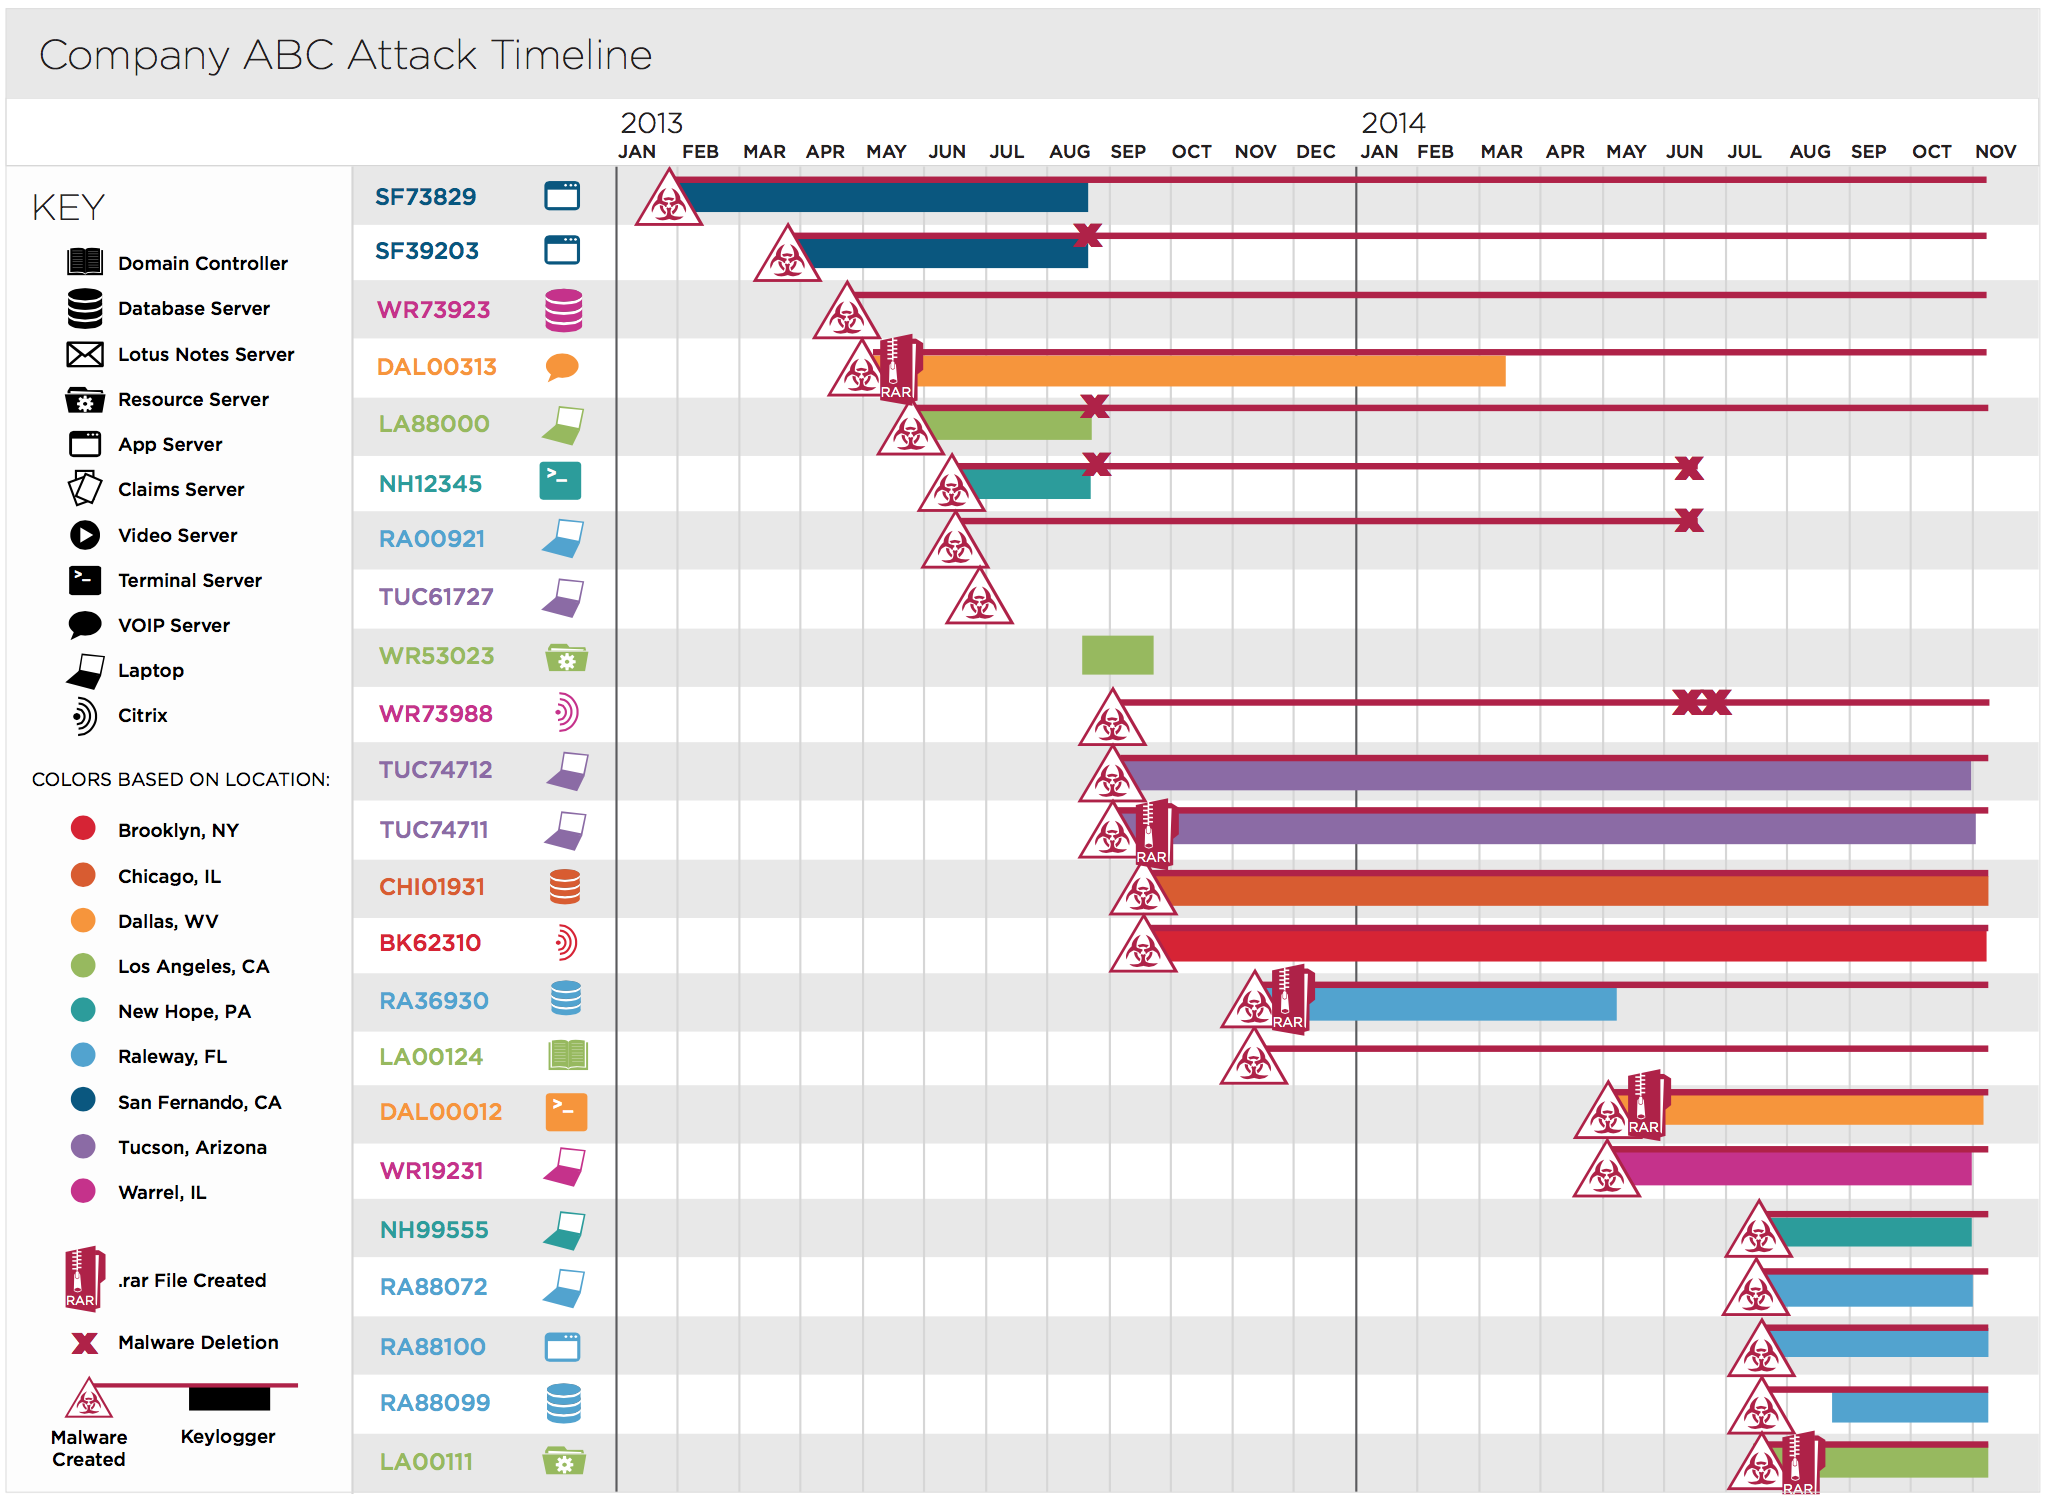 Company ABC Attack Timeline
2013 2014
JAN FEB MAR APR MAY JUN JUL AUG SEP OCT NOV DEC JAN FEB MAR APR MAY JUN JUL AUG SEP OCT NOV
KEY
Domain Controller
Database Server
Lotus Notes Server
Resource Server
App Server
Claims Server
Video Server
>_ Terminal Server
VOIP Server
Laptop
Citrix
COLORS BASED ON LOCATION:
Brooklyn, NY
Chicago, IL
Dallas, WV
Los Angeles, CA
New Hope, PA
Raleway, FL
San Fernando, CA
Tucson, Arizona
Warrel, IL
RAR .rar File Created
X Malware Deletion
Malware
Created
Keylogger
SF73829
SF39203 X
WR73923
DAL00313 RAR
LA88000 X
NH12345 >_ X X
RA00921 X
TUC61727
WR53023
WR73988 X X
TUC74712
TUC74711 RAR
CHI01931
BK62310
RA36930 RAR
LA00124
DAL00012 >_ RAR
WR19231
NH99555
RA88072
RA88100
RA88099
LA00111 RAR